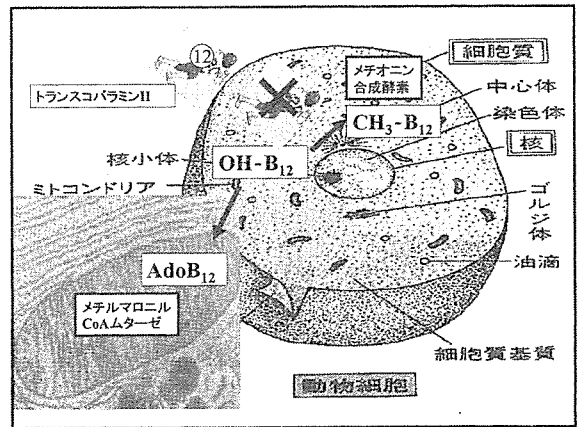 ⑫
細胞質
メチオニン
合成酵素
トランスコバラミンII
中心体
CH₃-B₁₂
染色体
核小体
OH-B₁₂
核
ミトコンドリア
ゴルジ体
AdoB₁₂
油滴
メチルマロニル
CoAムターゼ
細胞質基質
動物細胞